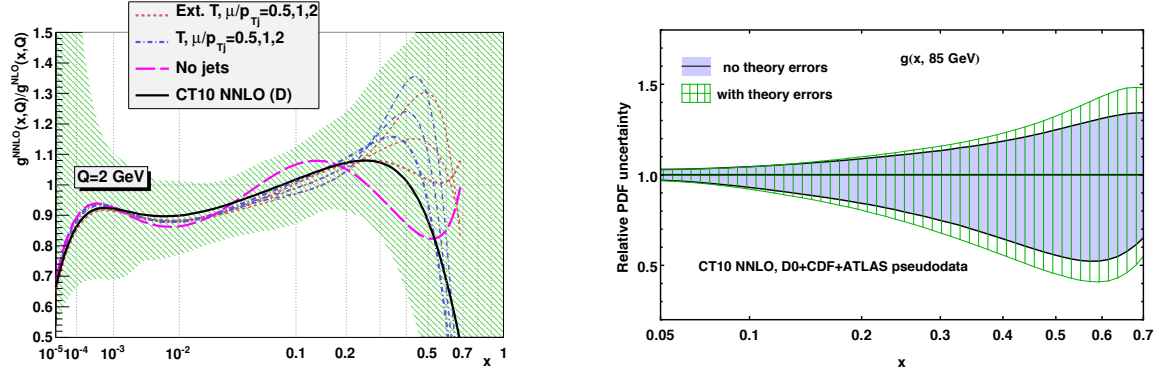 Ext. T, μ/p_Tj=0.5,1,2
T, μ/p_Tj=0.5,1,2
No jets
CT10 NNLO (D)
g^NNLO(x,Q)/g^NLO(x,Q)
1.5
1.4
1.3
1.2
1.1
1
0.9
0.8
0.7
0.6
0.5
Q=2 GeV
10^-5 10^-4 10^-3 10^-2 0.1 0.2 0.5 0.7 1
x
g(x, 85 GeV)
no theory errors
with theory errors
Relative PDF uncertainty
1.5
1.0
0.5
CT10 NNLO, D0+CDF+ATLAS pseudodata
0.05 0.1 0.2 0.3 0.4 0.5 0.6 0.7
x